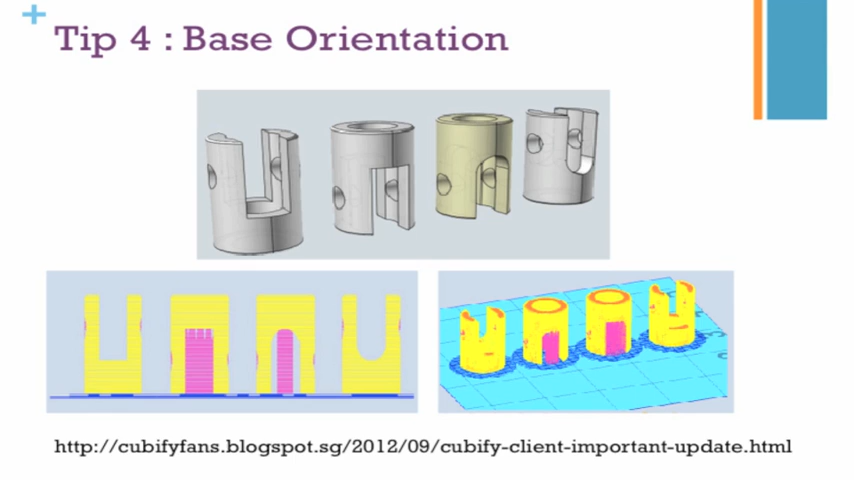 Tip 4 : Base Orientation
http://cubifyfans.blogspot.sg/2012/09/cubify-client-important-update.html